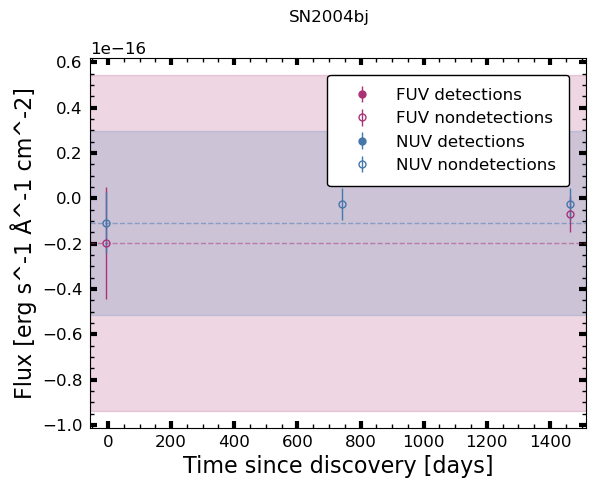 SN2004bj
1e−16
0.6
0.4
0.2
0.0
−0.2
−0.4
−0.6
−0.8
−1.0
Flux [erg s^-1 Å^-1 cm^-2]
FUV detections
FUV nondetections
NUV detections
NUV nondetections
0 200 400 600 800 1000 1200 1400
Time since discovery [days]